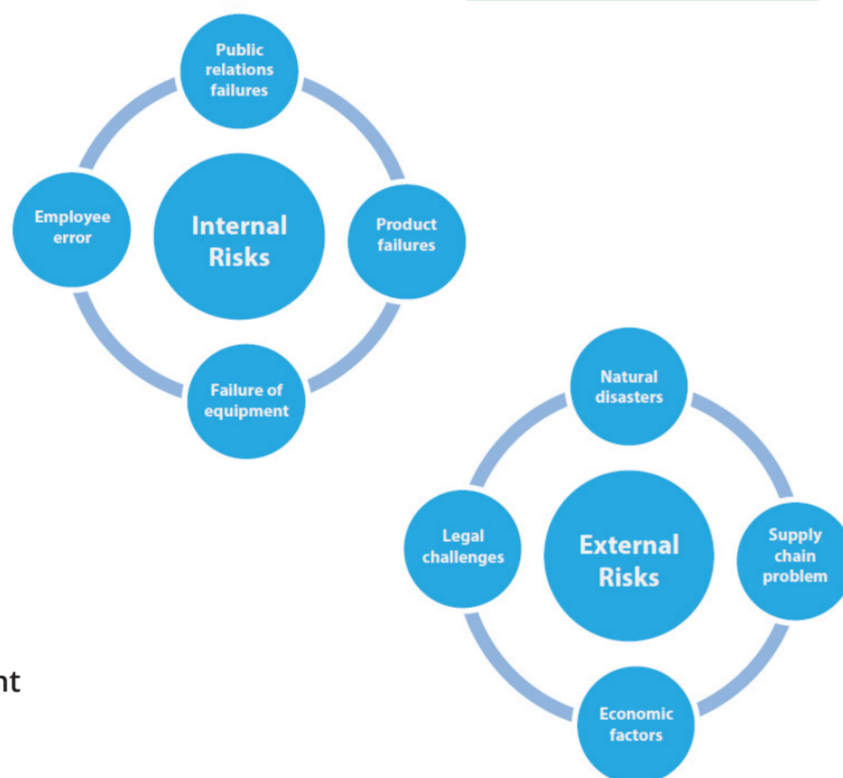 Public
relations
failures
Employee
error
Internal
Risks
Product
failures
Failure of
equipment
Natural
disasters
Legal
challenges
External
Risks
Supply
chain
problem
nt
Economic
factors